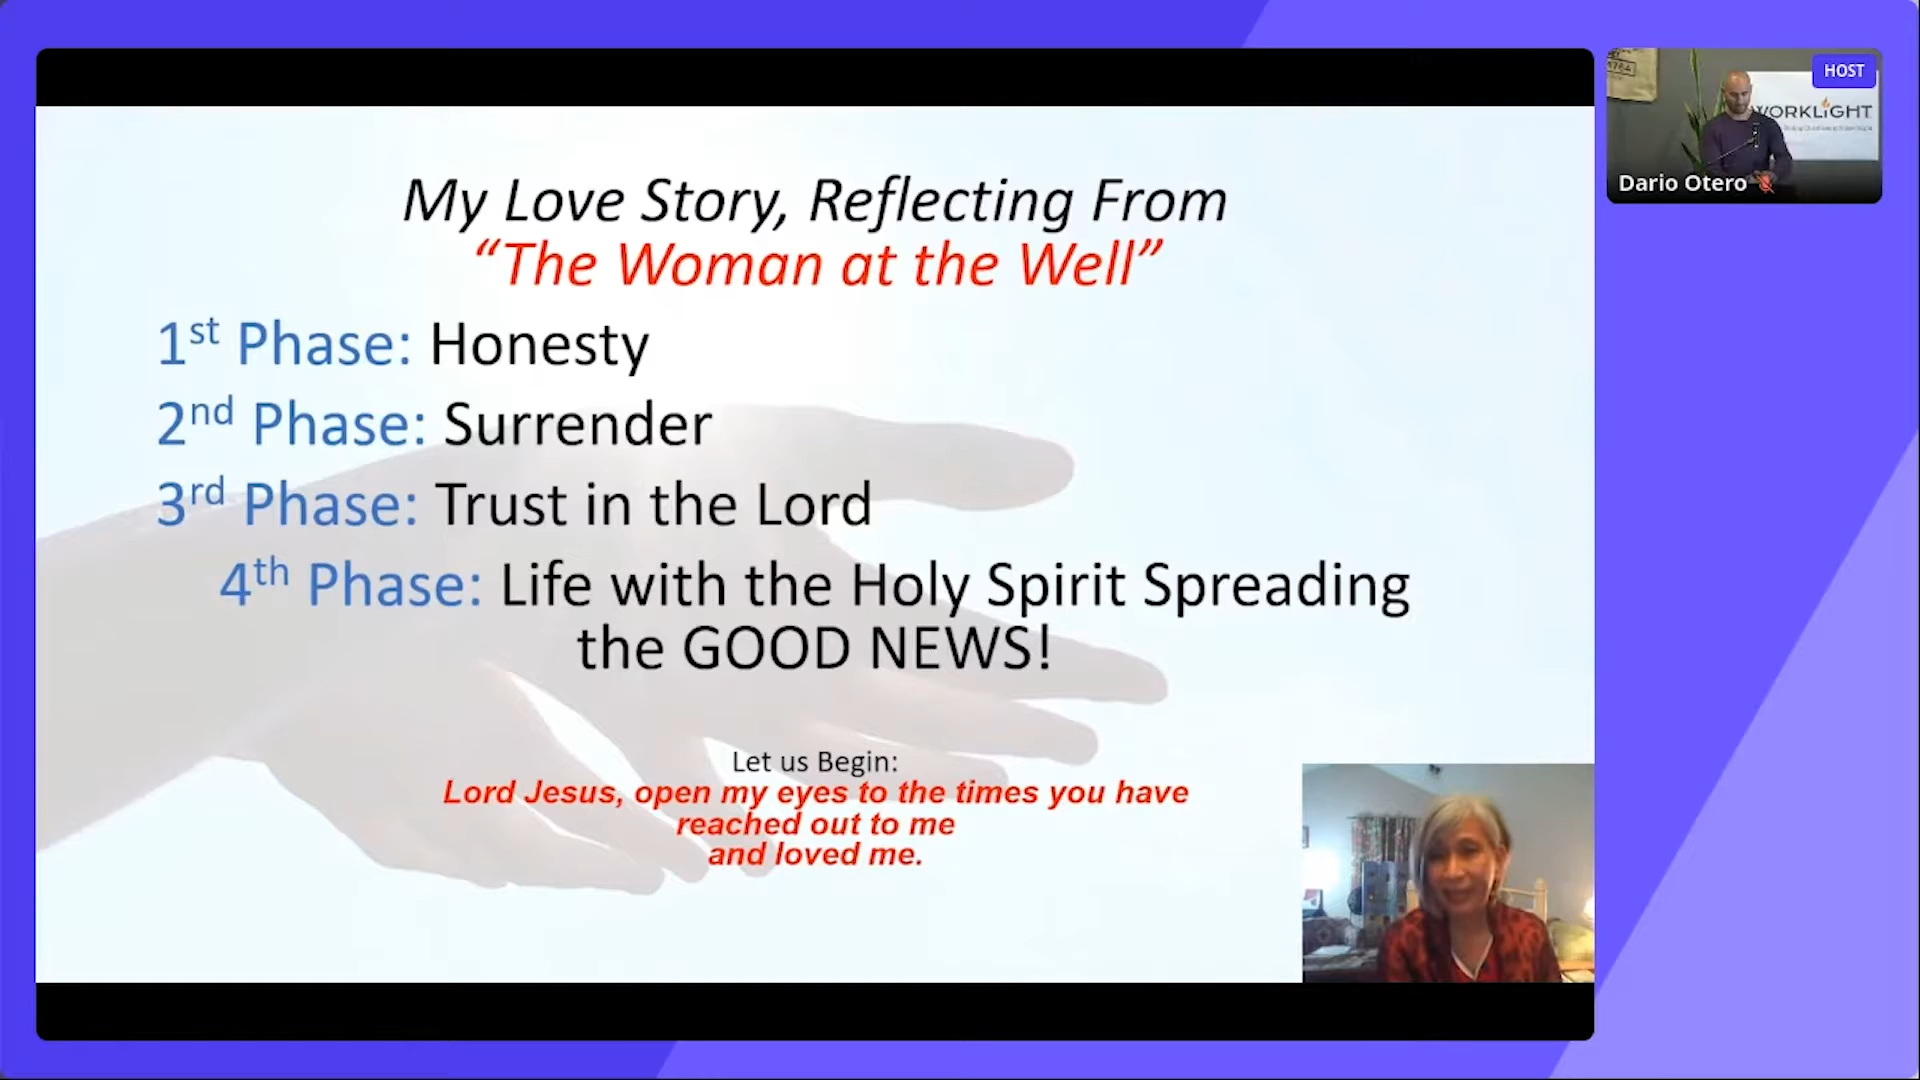 My Love Story, Reflecting From
“The Woman at the Well”
1st Phase: Honesty
2nd Phase: Surrender
3rd Phase: Trust in the Lord
4th Phase: Life with the Holy Spirit Spreading
the GOOD NEWS!
Let us Begin:
Lord Jesus, open my eyes to the times you have
reached out to me
and loved me.
HOST
WORKLIGHT
Dario Otero